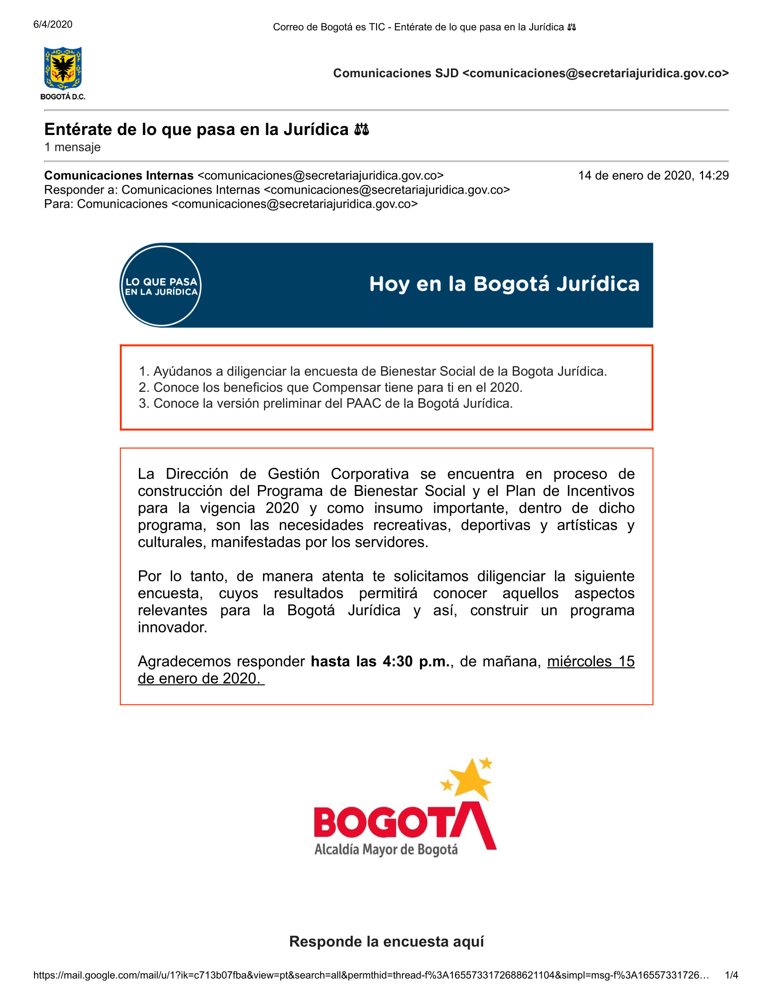 6/4/2020
Correo de Bogotá es TIC - Entérate de lo que pasa en la Jurídica ⚖⚖
BOGOTÁ D.C.
Comunicaciones SJD <comunicaciones@secretariajuridica.gov.co>
Entérate de lo que pasa en la Jurídica ⚖⚖
1 mensaje
Comunicaciones Internas <comunicaciones@secretariajuridica.gov.co>
14 de enero de 2020, 14:29
Responder a: Comunicaciones Internas <comunicaciones@secretariajuridica.gov.co>
Para: Comunicaciones <comunicaciones@secretariajuridica.gov.co>
LO QUE PASA
EN LA JURÍDICA
Hoy en la Bogotá Jurídica
1. Ayúdanos a diligenciar la encuesta de Bienestar Social de la Bogota Jurídica.
2. Conoce los beneficios que Compensar tiene para ti en el 2020.
3. Conoce la versión preliminar del PAAC de la Bogotá Jurídica.
La Dirección de Gestión Corporativa se encuentra en proceso de
construcción del Programa de Bienestar Social y el Plan de Incentivos
para la vigencia 2020 y como insumo importante, dentro de dicho
programa, son las necesidades recreativas, deportivas y artísticas y
culturales, manifestadas por los servidores.
Por lo tanto, de manera atenta te solicitamos diligenciar la siguiente
encuesta, cuyos resultados permitirá conocer aquellos aspectos
relevantes para la Bogotá Jurídica y así, construir un programa
innovador.
Agradecemos responder hasta las 4:30 p.m., de mañana, miércoles 15
de enero de 2020.
BOGOTÁ
Alcaldía Mayor de Bogotá
Responde la encuesta aquí
https://mail.google.com/mail/u/1?ik=c713b07fba&view=pt&search=all&permthid=thread-f%3A1655733172688621104&simpl=msg-f%3A16557331726…
1/4